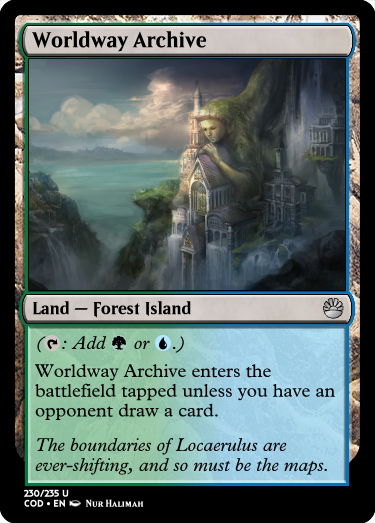 Worldway Archive
Land — Forest Island
(: Add or .)
Worldway Archive enters the
battlefield tapped unless you have an
opponent draw a card.
The boundaries of Locaerulus are
ever-shifting, and so must be the maps.
230/235 U
COD • EN Nur Halimah